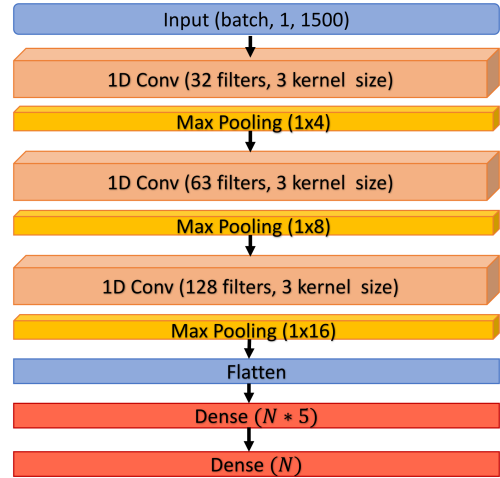 Input (batch, 1, 1500)
1D Conv (32 filters, 3 kernel size)
Max Pooling (1x4)
1D Conv (63 filters, 3 kernel size)
Max Pooling (1x8)
1D Conv (128 filters, 3 kernel size)
Max Pooling (1x16)
Flatten
Dense (N * 5)
Dense (N)